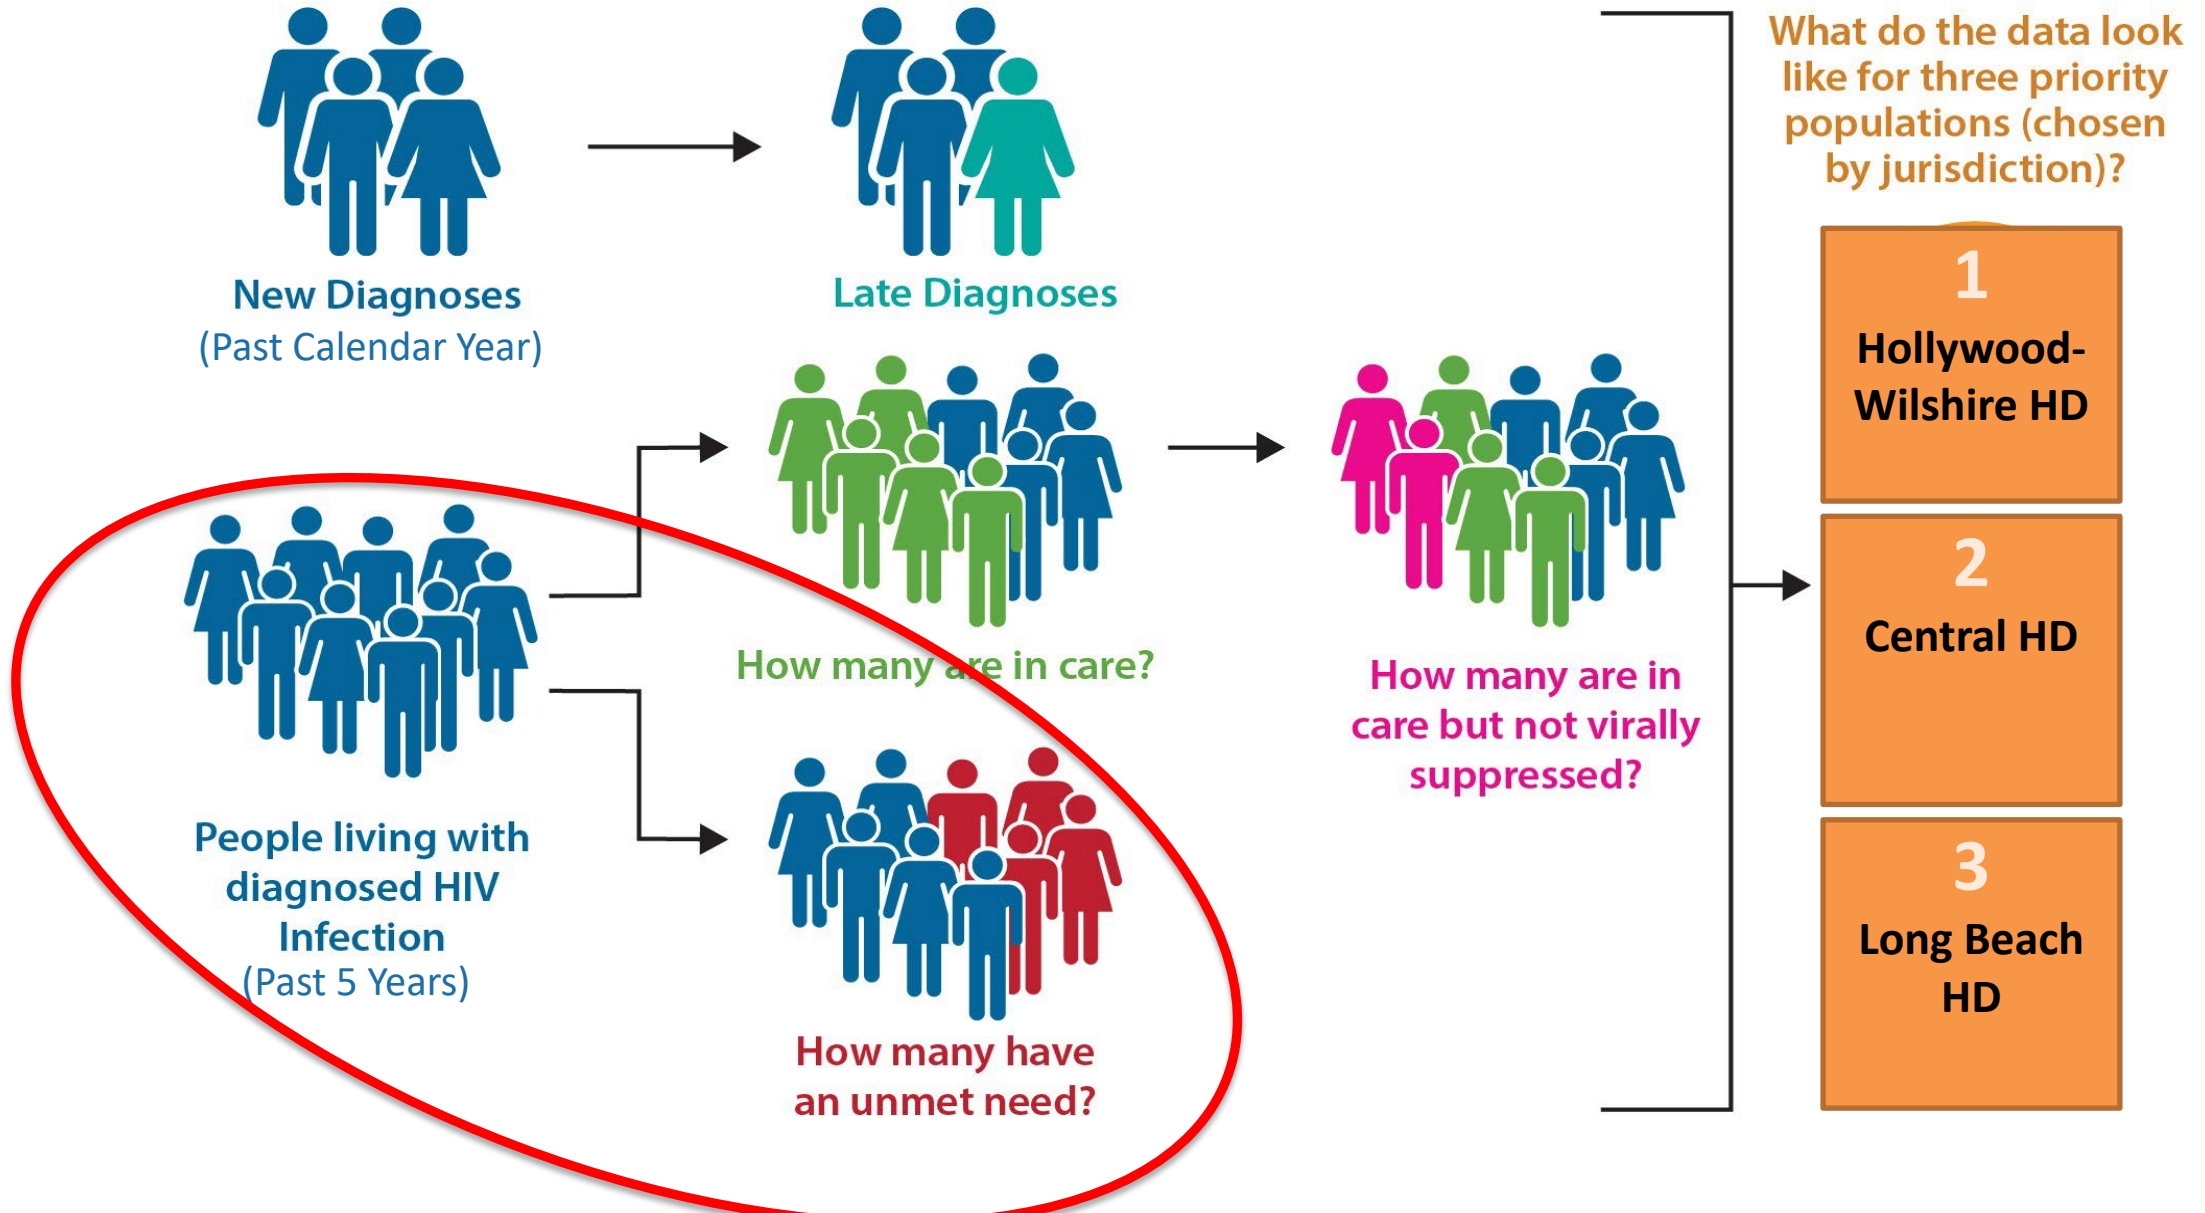 New Diagnoses
(Past Calendar Year)
Late Diagnoses
How many are in care?
People living with
diagnosed HIV
Infection
(Past 5 Years)
How many have
an unmet need?
How many are in
care but not virally
suppressed?
What do the data look
like for three priority
populations (chosen
by jurisdiction)?
1
Hollywood-
Wilshire HD
2
Central HD
3
Long Beach
HD